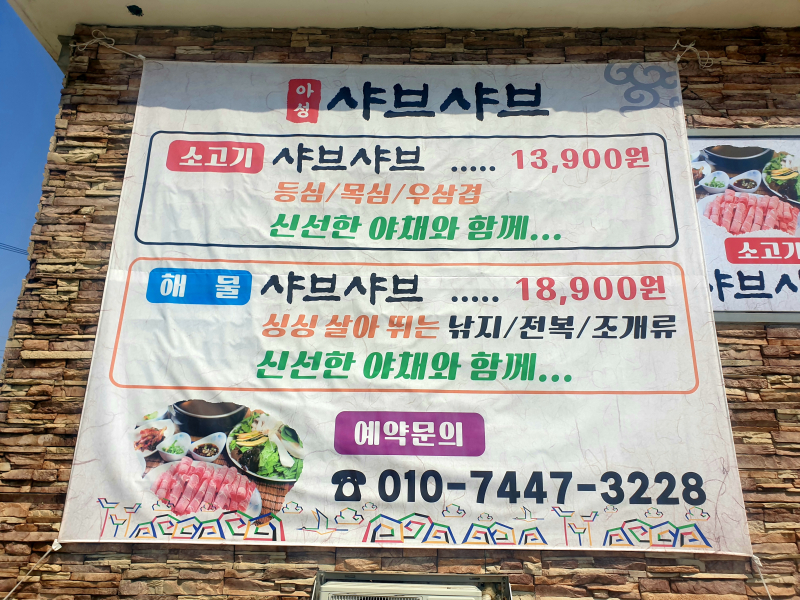 아성 샤브샤브
소고기 샤브샤브 ..... 13,900원
등심/목심/우삼겹
신선한 야채와 함께...
해 물 샤브샤브 ..... 18,900원
싱싱 살아 뛰는 낚지/전복/조개류
신선한 야채와 함께...
예약문의
☎ 010-7447-3228
소고기
샤브샤